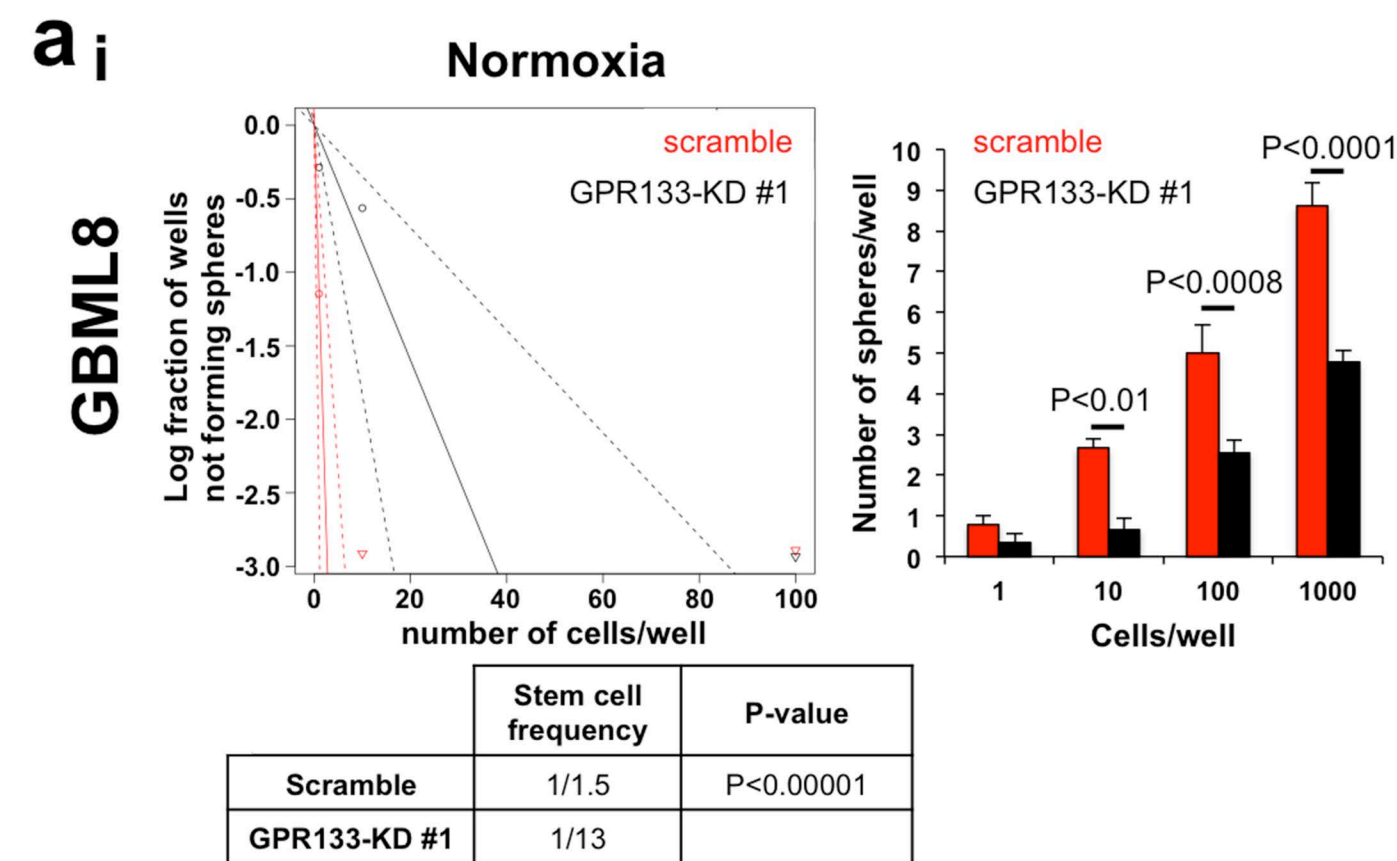 a i
Normoxia
GBML8
Log fraction of wells
not forming spheres
0.0
-0.5
-1.0
-1.5
-2.0
-2.5
-3.0
scramble
GPR133-KD #1
0 20 40 60 80 100
number of cells/well
Number of spheres/well
10
9
8
7
6
5
4
3
2
1
0
scramble
GPR133-KD #1
P<0.01
P<0.0008
P<0.0001
1 10 100 1000
Cells/well
Stem cell
frequency
P-value
Scramble 1/1.5 P<0.00001
GPR133-KD #1 1/13